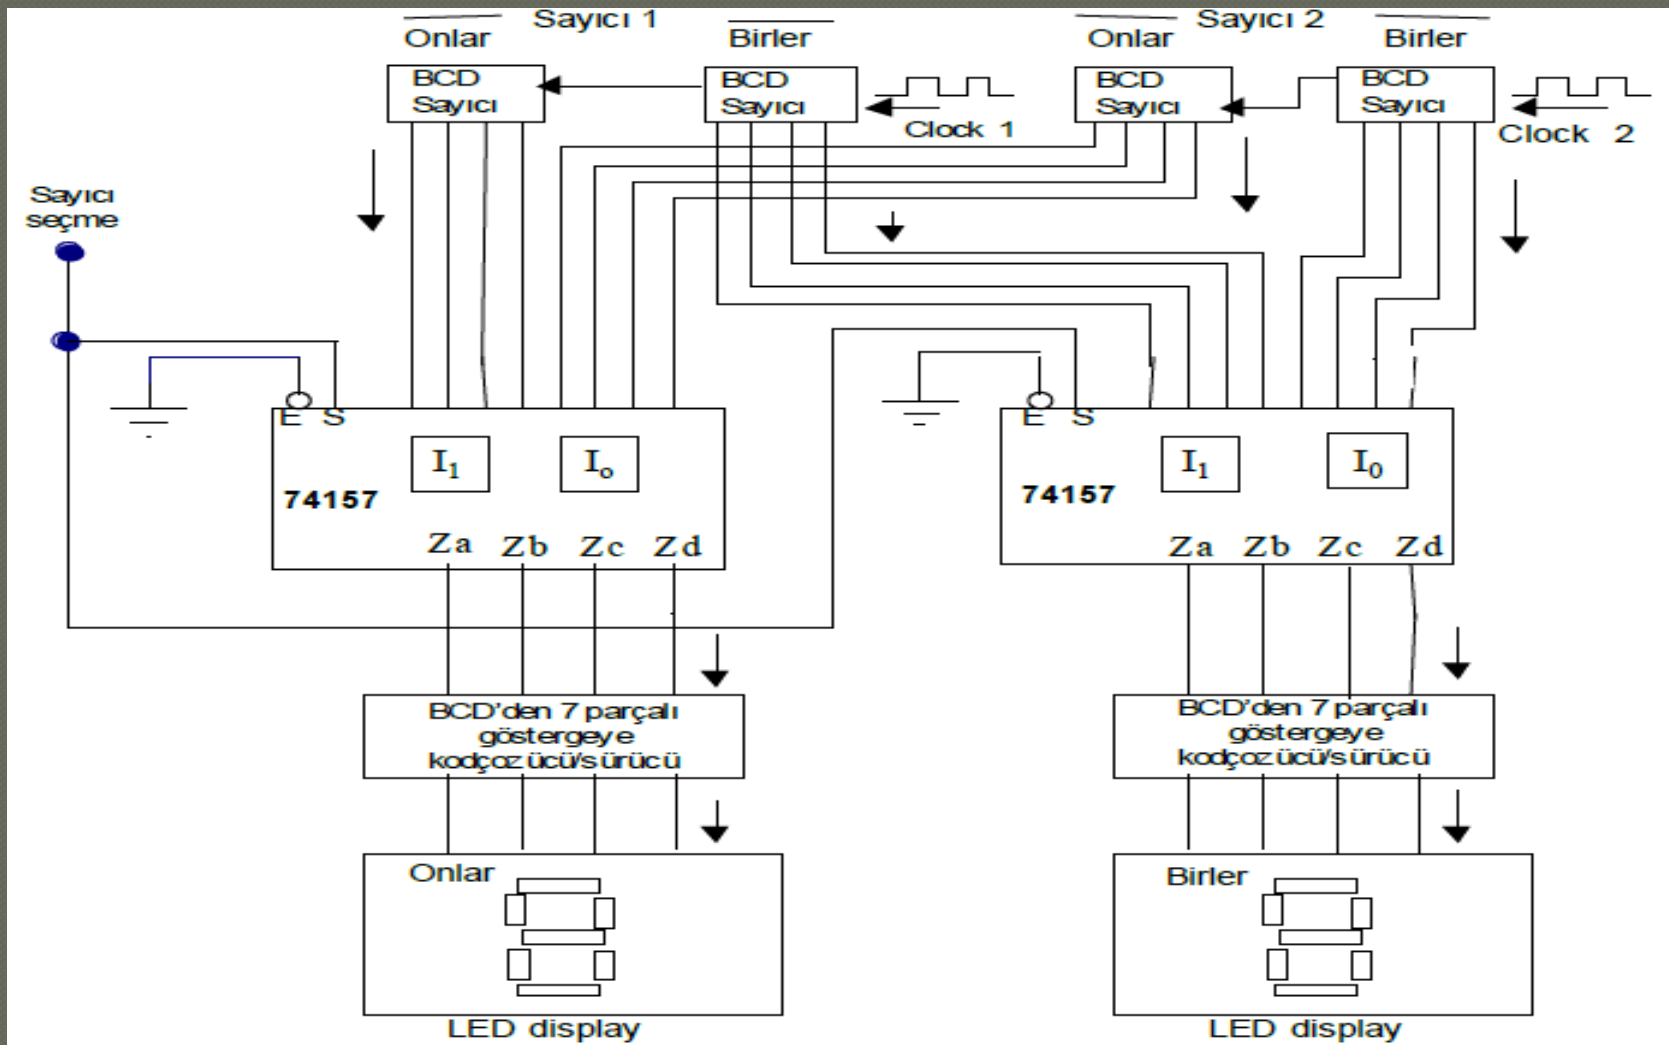 Sayıcı 1
Sayıcı 2
Onlar
Birler
Onlar
Birler
BCD
Sayıcı
BCD
Sayıcı
BCD
Sayıcı
BCD
Sayıcı
Clock 1
Clock 2
Sayıcı
seçme
E S
I1
Io
74157
Za Zb Zc Zd
E S
I1
I0
74157
Za Zb Zc Zd
BCD'den 7 parçalı
göstergeye
kodçozücü/sürücü
BCD'den 7 parçalı
göstergeye
kodçozücü/sürücü
Onlar
LED display
Birler
LED display